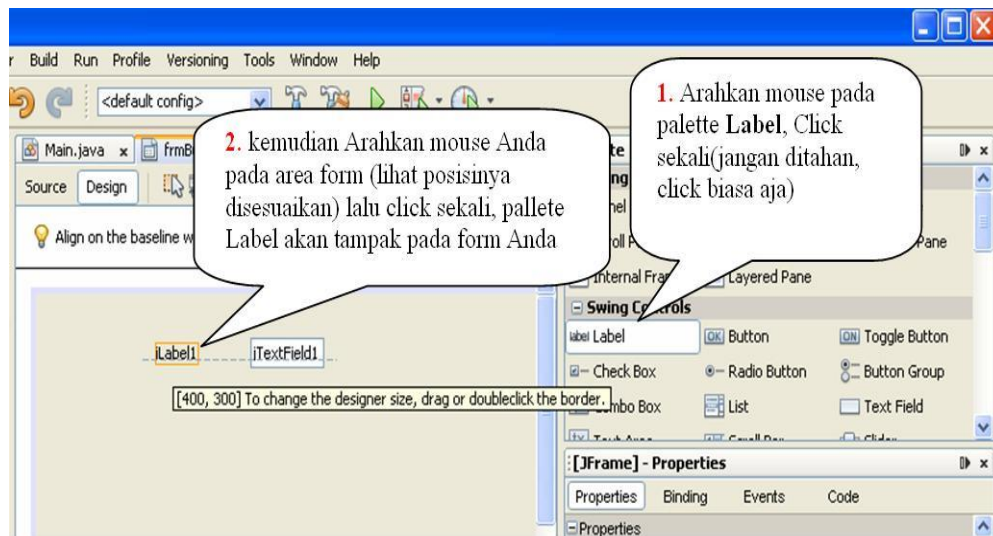 Build Run Profile Versioning Tools Window Help
<default config>
Main.java x
Source Design
Align on the baseline
2. kemudian Arahkan mouse Anda
pada area form (lihat posisinya
disesuaikan) lalu click sekali, pallete
Label akan tampak pada form Anda
1. Arahkan mouse pada
palette Label, Click
sekali(jangan ditahan,
click biasa aja)
Pane
Internal Layered Pane
Swing Controls
label Label OK Button ON Toggle Button
Check Box Radio Button Button Group
Box List Text Field
jLabel1 jTextField1
[400, 300] To change the designer size, drag or doubleclick the border.
[JFrame] - Properties
Properties Binding Events Code
Properties